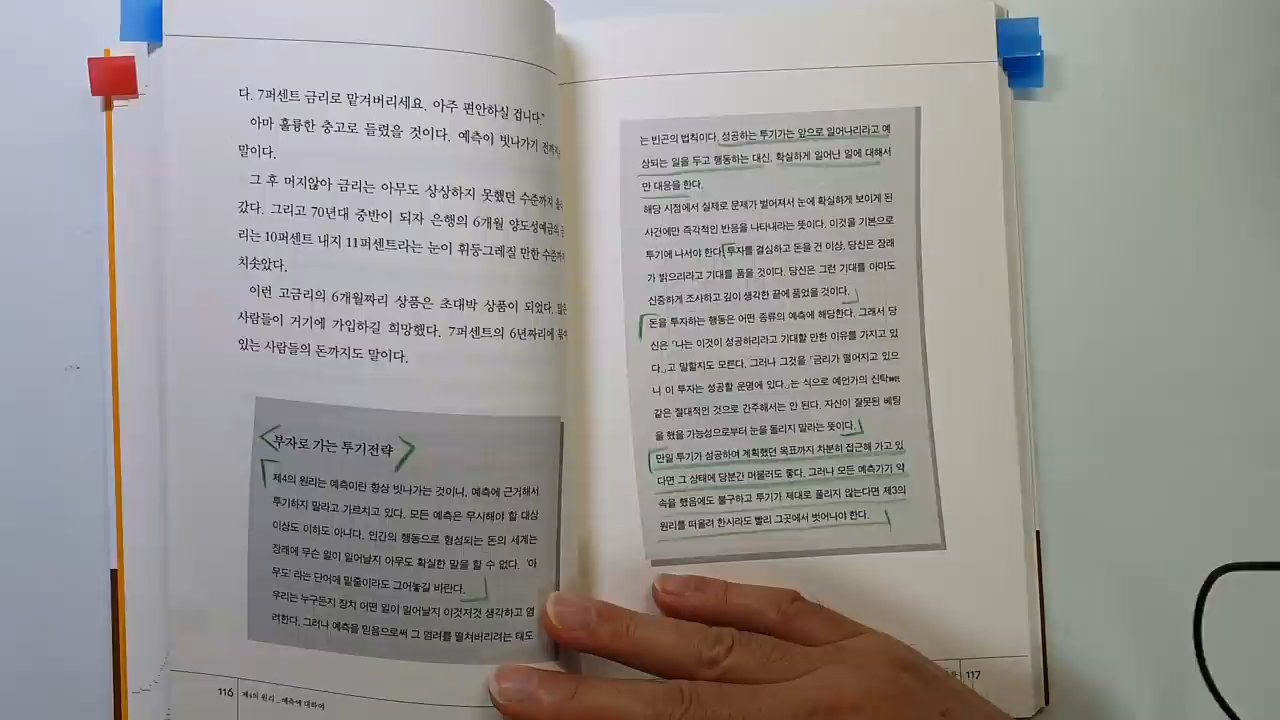 다. 7퍼센트 금리로 맡겨버리세요. 아주 편안하실 겁니다.”
아마 훌륭한 충고로 들렸을 것이다. 예측이 빗나가기 전까지
말이다.
그 후 머지않아 금리는 아무도 상상하지 못했던 수준까지
갔다. 그리고 70년대 중반이 되자 은행의 6개월 양도성예금의
리는 10퍼센트 내지 11퍼센트라는 눈이 휘둥그레질 만한 수준까지
치솟았다.
이런 고금리의 6개월짜리 상품은 초대박 상품이 되었다. 많은
사람들이 거기에 가입하길 희망했다. 7퍼센트의 6년짜리에
있는 사람들의 돈까지도 말이다.
부자로 가는 투기전략
제4의 원리는 예측이란 항상 빗나가는 것이니, 예측에 근거해서
투기하지 말라고 가르치고 있다. 모든 예측은 무시해야 할 대상
이상도 이하도 아니다. 인간의 행동으로 형성되는 돈의 세계는
장래에 무슨 일이 일어날지 아무도 확실한 말을 할 수 없다. ‘아
무도’ 라는 단어에 밑줄이라도 그어놓길 바란다.
우리는 누구든지 장차 어떤 일이 일어날지 이것저것 생각하고 염
려한다. 그러나 예측을 믿음으로써 그 염려를 떨쳐버리려는 태도
116 제4의 원리_예측에 대하여
는 빈곤의 법칙이다. 성공하는 투기가는 앞으로 일어나리라고 예
상되는 일을 두고 행동하는 대신, 확실하게 일어난 일에 대해서
만 대응을 한다.
해당 시점에서 실제로 문제가 벌어져서 눈에 확실하게 보이게 된
사건에만 즉각적인 반응을 나타내라는 뜻이다. 이것을 기본으로
투기에 나서야 한다. 투자를 결심하고 돈을 건 이상, 당신은 장래
가 밝으리라고 기대를 품을 것이다. 당신은 그런 기대를 아마도
신중하게 조사하고 깊이 생각한 끝에 품었을 것이다.
돈을 투자하는 행동은 어떤 종류의 예측에 해당한다. 그래서 당
신은 「나는 이것이 성공하리라고 기대할 만한 이유를 가지고 있
다.」고 말할지도 모른다. 그러나 그것을 「금리가 떨어지고 있으
니 이 투자는 성공할 운명에 있다.」는 식으로 예언가의 신탁神託
같은 절대적인 것으로 간주해서는 안 된다. 자신이 잘못된 베팅
을 했을 가능성으로부터 눈을 돌리지 말라는 뜻이다.
만일 투기가 성공하여 계획했던 목표까지 차분히 접근해 가고 있
다면 그 상태에 당분간 머물러도 좋다. 그러나 모든 예측가가 약
속을 했음에도 불구하고 투기가 제대로 풀리지 않는다면 제3의
원리를 떠올려 한시라도 빨리 그곳에서 벗어나야 한다.
117